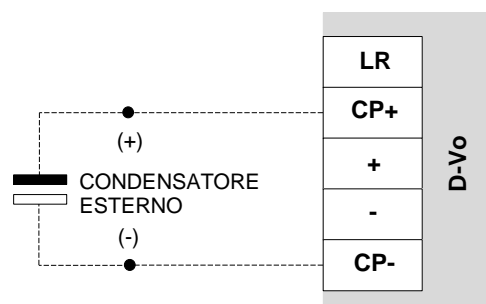 LR
CP+
(+)
+
D-Vo
CONDENSATORE
ESTERNO
-
(-)
CP-